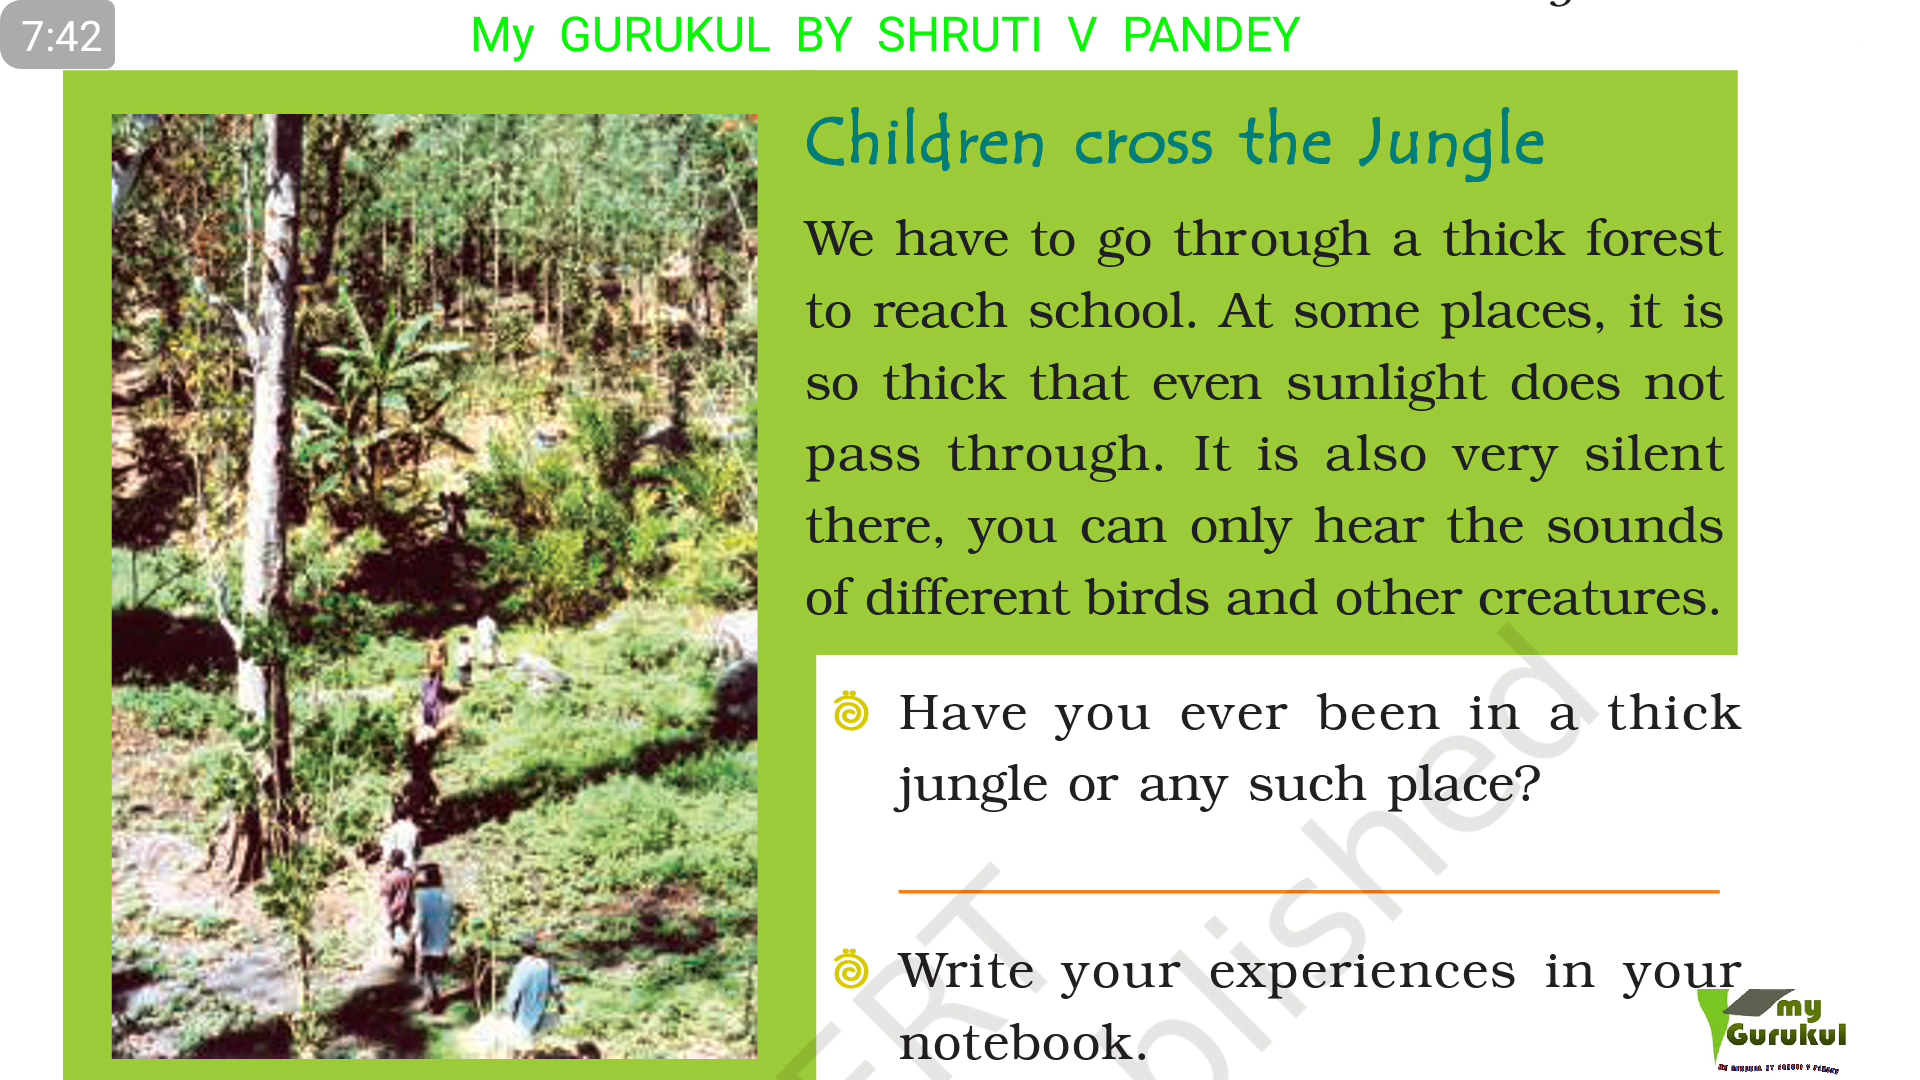 7:42
My GURUKUL BY SHRUTI V PANDEY
Children cross the Jungle
We have to go through a thick forest
to reach school. At some places, it is
so thick that even sunlight does not
pass through. It is also very silent
there, you can only hear the sounds
of different birds and other creatures.
Have you ever been in a thick
jungle or any such place?
Write your experiences in your
notebook.
my
Gurukul